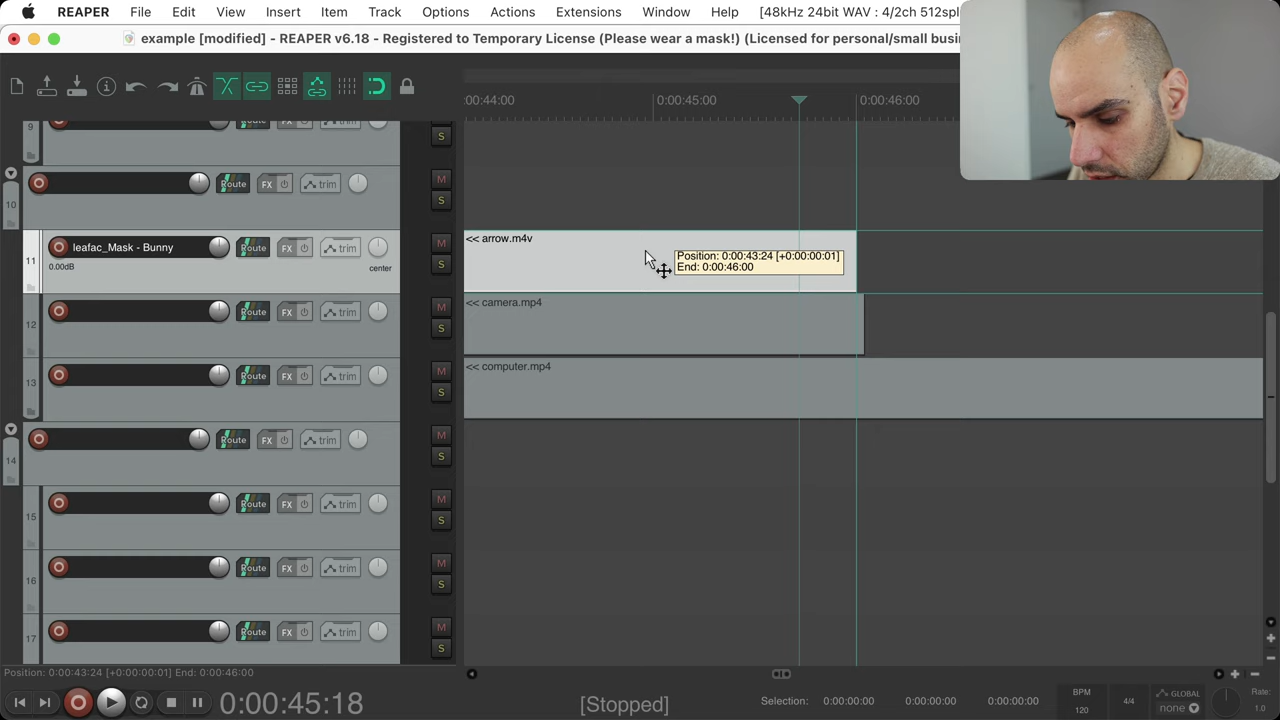 REAPER File Edit View Insert Item Track Options Actions Extensions Window Help [48kHz 24bit WAV : 4/2ch 512spl
example [modified] - REAPER v6.18 - Registered to Temporary License (Please wear a mask!) (Licensed for personal/small busi
:00:44:00 0:00:45:00 0:00:46:00
9 Route FX trim S
10 Route FX trim M S
11 leafac_Mask - Bunny Route FX trim M S
0.00dB center
<< arrow.m4v
Position: 0:00:43:24 [+0:00:00:01]
End: 0:00:46:00
12 Route FX trim M S
<< camera.mp4
13 Route FX trim M S
<< computer.mp4
14 Route FX trim M S
15 Route FX trim M S
16 Route FX trim M S
17 Route FX trim M S
Position: 0:00:43:24 [+0:00:00:01] End: 0:00:46:00
0:00:45:18 [Stopped] Selection: 0:00:00:00 0:00:00:00 0:00:00:00 BPM 120 4/4 GLOBAL none Rate: 1.0